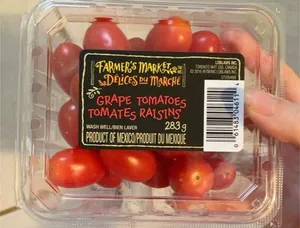 FARMER'S MARKET
DÉLICES DU MARCHÉ
GRAPE TOMATOES
TOMATES RAISINS
283 g
WASH WELL/BIEN LAVER
PRODUCT OF MEXICO/PRODUIT DU MEXIQUE
LOBLAWS INC.